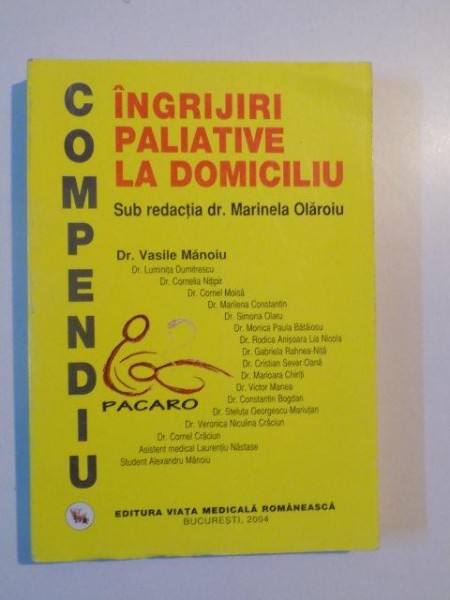 COMPENDIU
ÎNGRIJIRI
PALIATIVE
LA DOMICILIU
Sub redacția dr. Marinela Olăroiu
Dr. Vasile Mănoiu
Dr. Luminița Dumitrescu
Dr. Cornelia Nițipir
Dr. Cornel Moisă
Dr. Marilena Constantin
Dr. Simona Olaru
Dr. Monica Paula Bătăiosu
Dr. Rodica Anișoara Lia Nicola
Dr. Gabriela Rahnea-Niță
Dr. Cristian Sever Oană
Dr. Marioara Chiriți
Dr. Victor Manea
Dr. Constantin Bogdan
Dr. Steluța Georgescu-Mariuțan
Dr. Veronica Niculina Crăciun
Dr. Cornel Crăciun
Asistent medical Laurențiu Năstase
Student Alexandru Mănoiu
PACARO
EDITURA VIAȚA MEDICALĂ ROMÂNEASCĂ
BUCUREȘTI, 2004